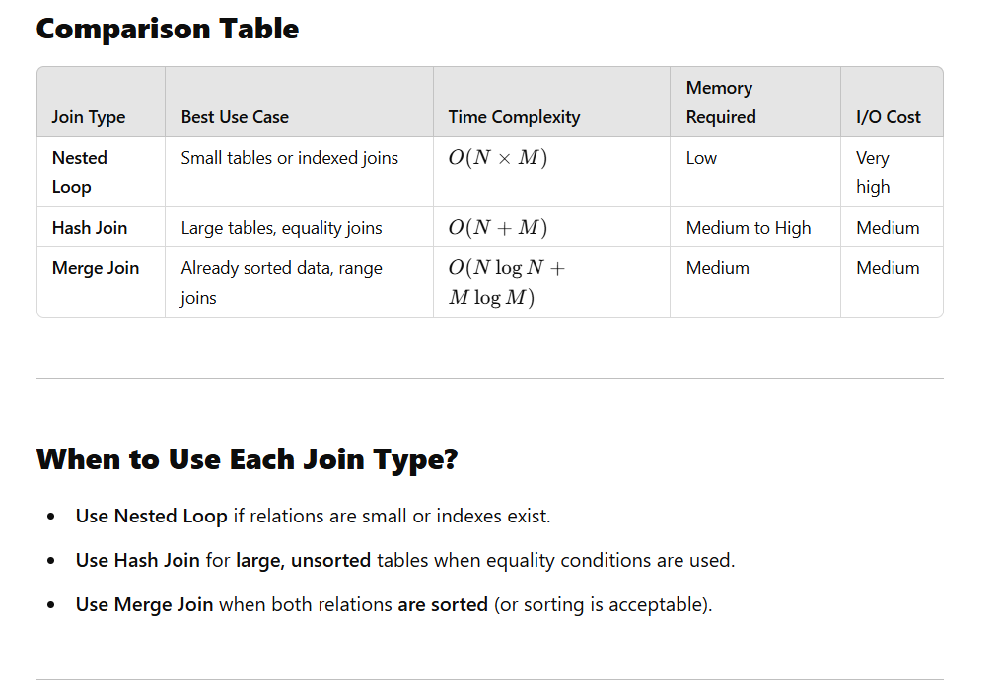 Comparison Table
Memory
Join Type Best Use Case Time Complexity Required I/O Cost
Nested Small tables or indexed joins O(N × M) Low Very
Loop high
Hash Join Large tables, equality joins O(N + M) Medium to High Medium
Merge Join Already sorted data, range O(N log N + Medium Medium
joins M log M)
When to Use Each Join Type?
• Use Nested Loop if relations are small or indexes exist.
• Use Hash Join for large, unsorted tables when equality conditions are used.
• Use Merge Join when both relations are sorted (or sorting is acceptable).